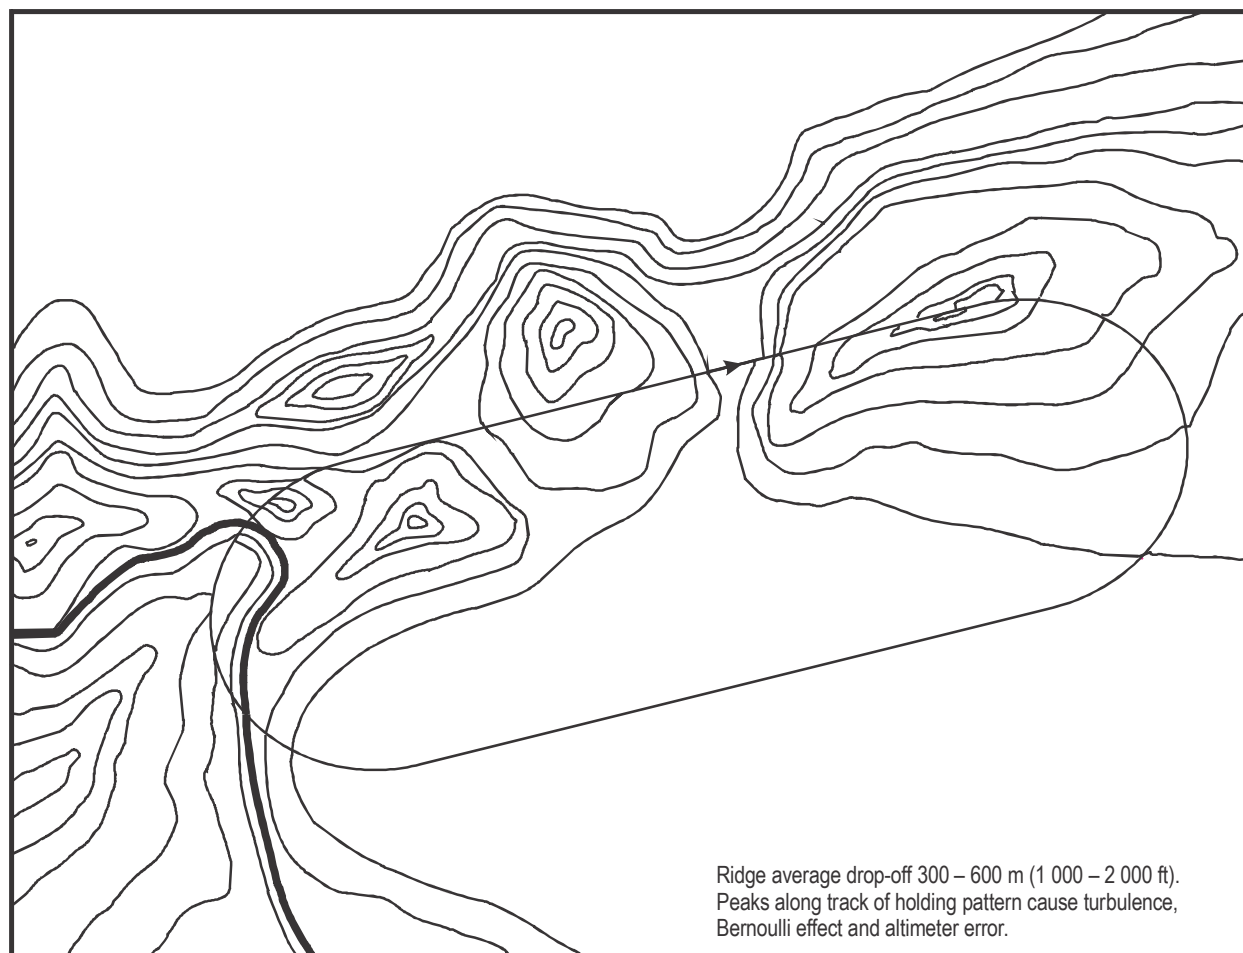 Ridge average drop-off 300 – 600 m (1 000 – 2 000 ft).
Peaks along track of holding pattern cause turbulence,
Bernoulli effect and altimeter error.